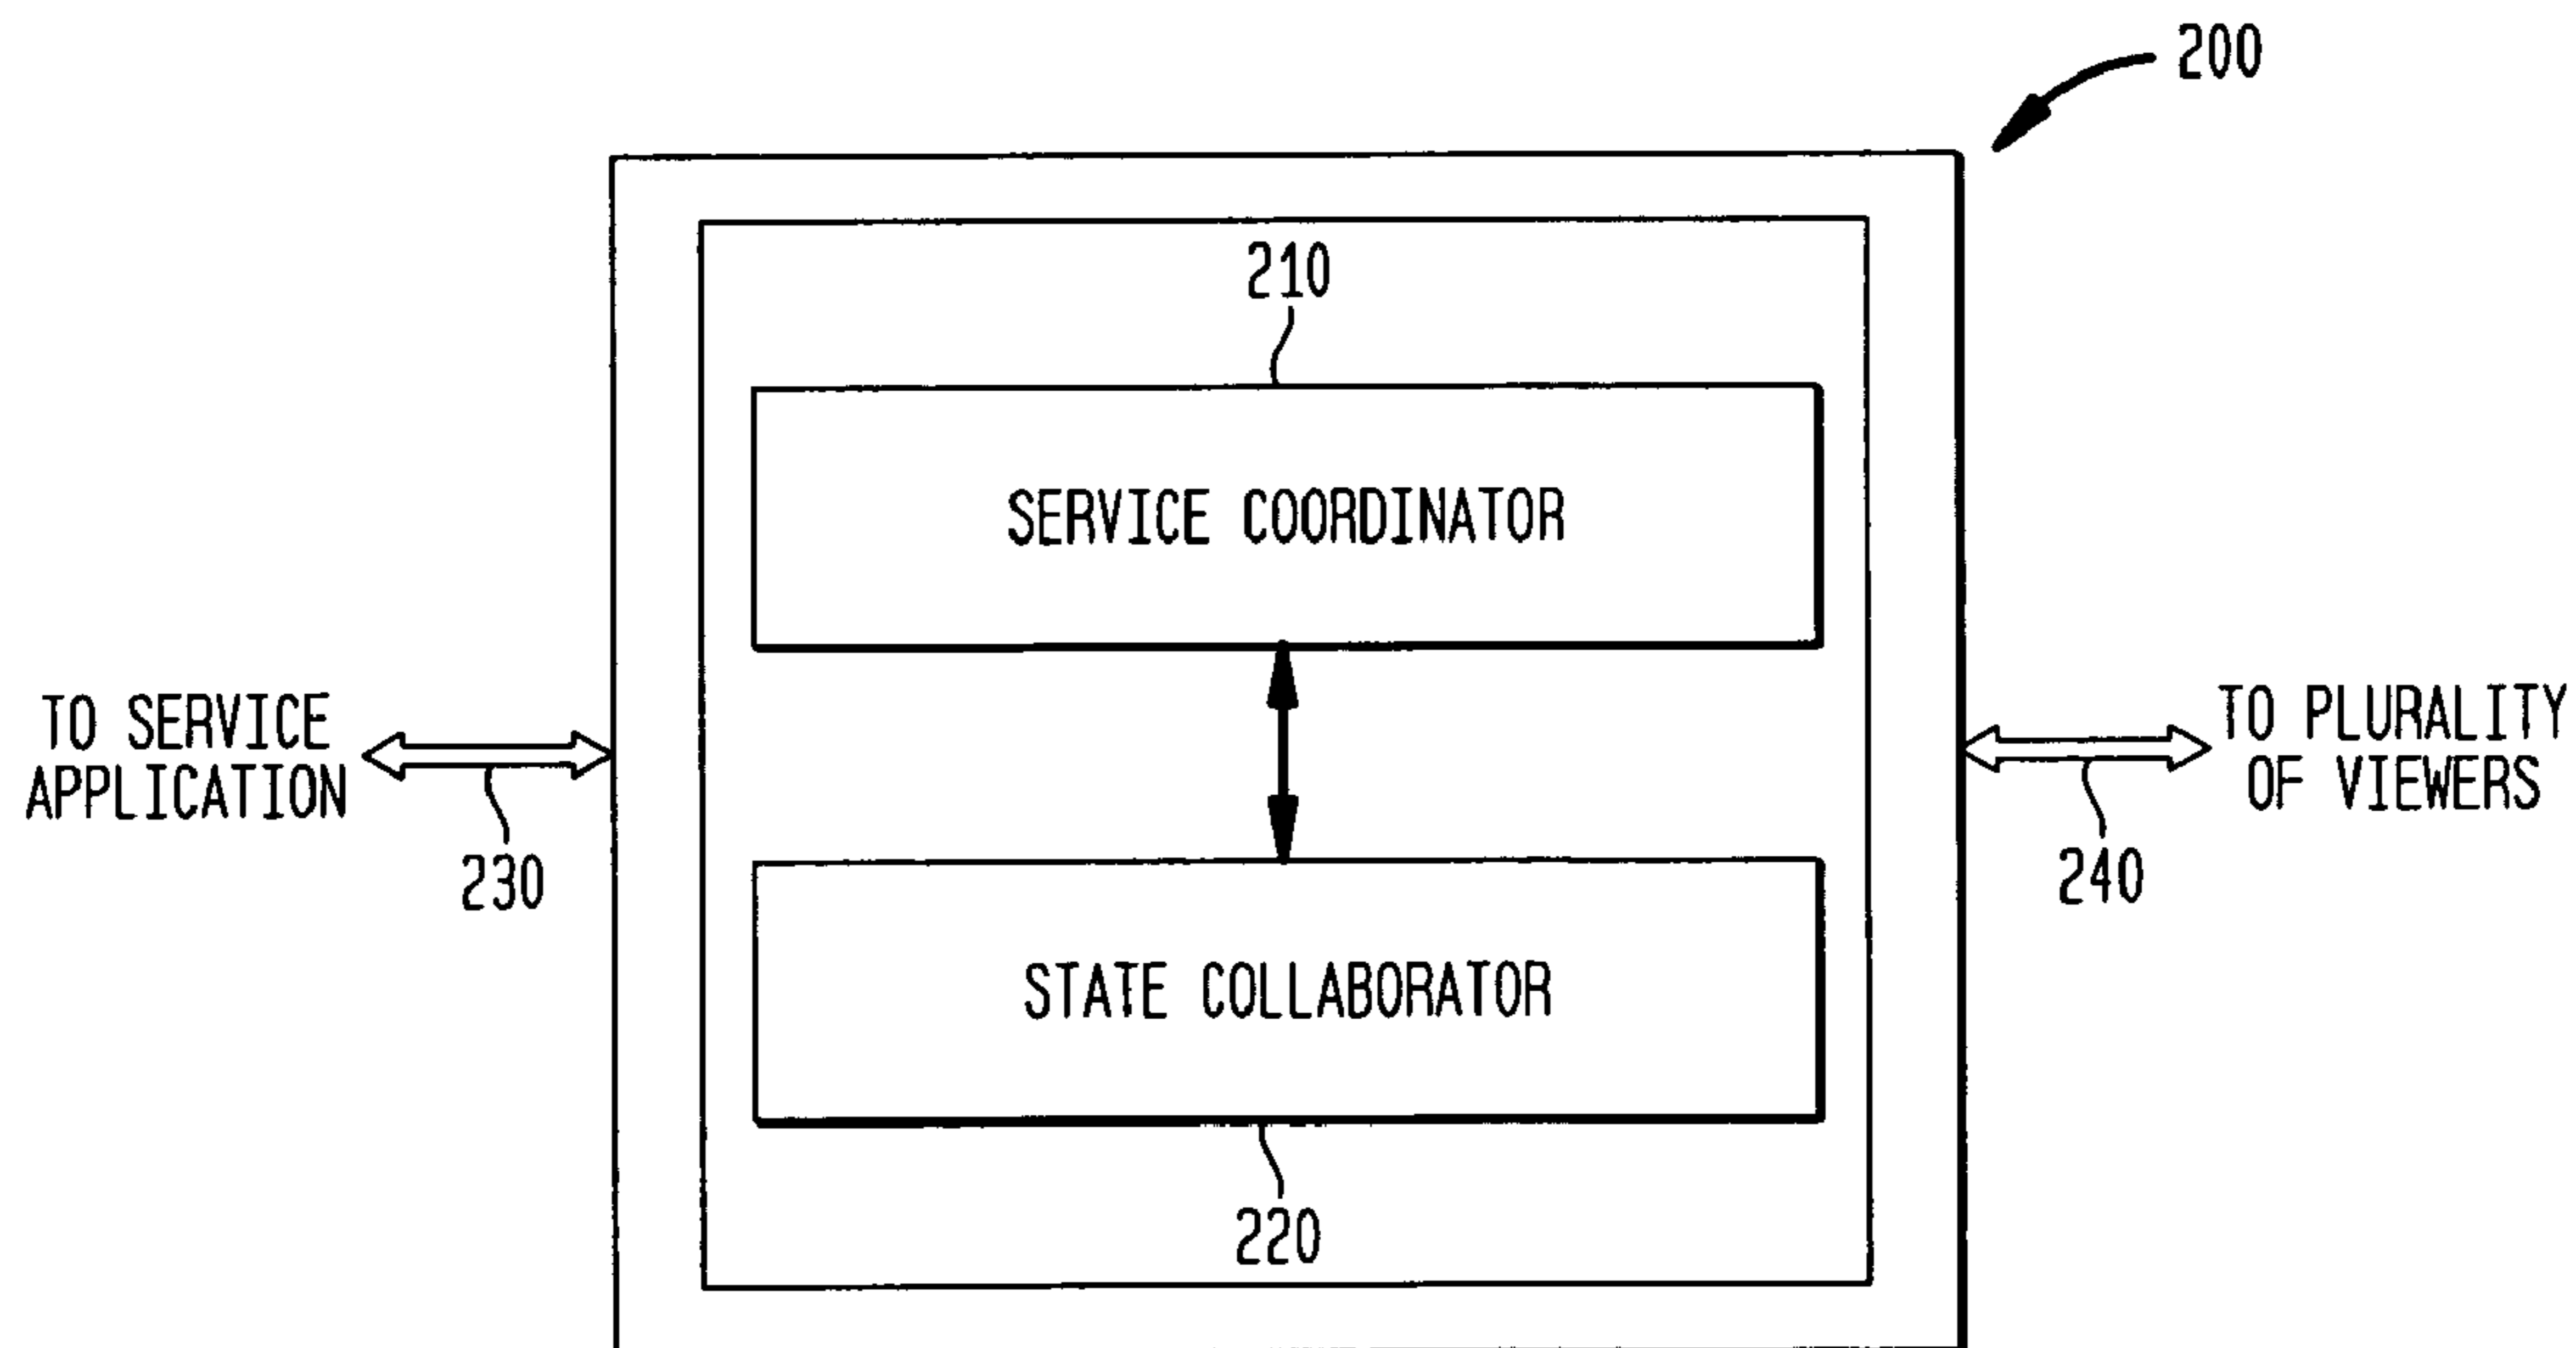 200
210
SERVICE COORDINATOR
TO SERVICE
APPLICATION
230
TO PLURALITY
OF VIEWERS
240
STATE COLLABORATOR
220